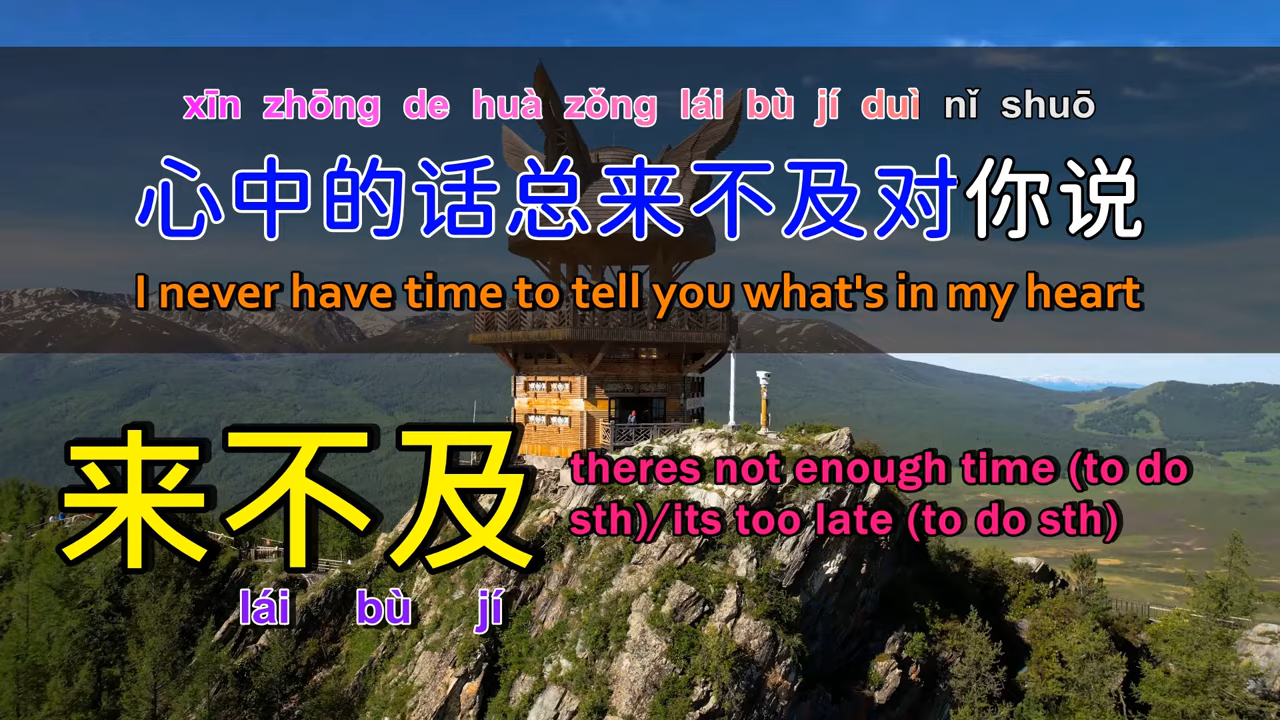 xīn zhōng de huà zǒng lái bù jí duì nǐ shuō
心中的话总来不及对你说
I never have time to tell you what's in my heart
来不及
theres not enough time (to do
sth)/its too late (to do sth)
lái bù jí